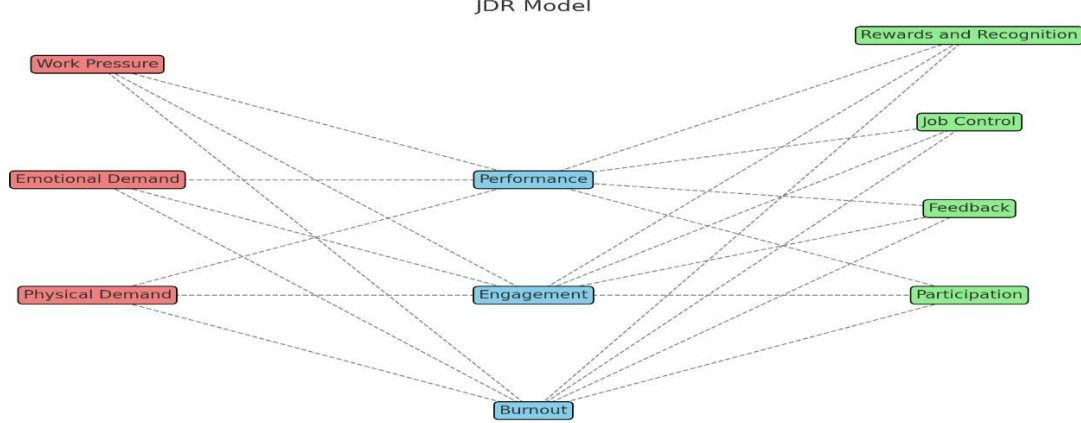 JDR Model
Work Pressure
Emotional Demand
Physical Demand
Performance
Engagement
Burnout
Rewards and Recognition
Job Control
Feedback
Participation